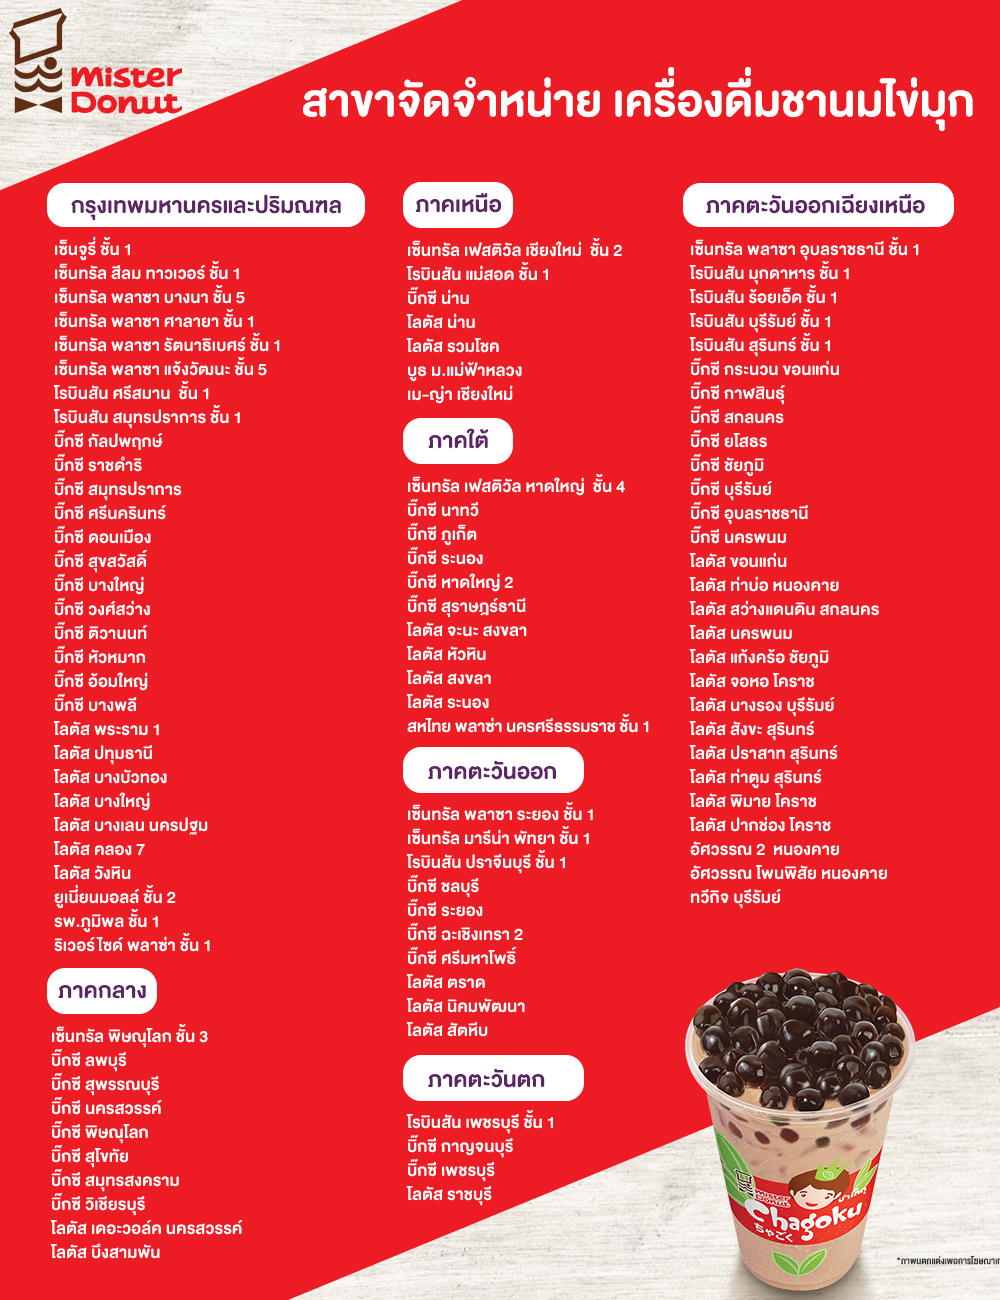 Mister
Donut
สาขาจัดจำหน่าย เครื่องดื่มชานมไข่มุก
กรุงเทพมหานครและปริมณฑล
เซ็นจูรี่ ชั้น 1
เซ็นทรัล สีลม ทาวเวอร์ ชั้น 1
เซ็นทรัล พลาซา บางนา ชั้น 5
เซ็นทรัล พลาซา ศาลายา ชั้น 1
เซ็นทรัล พลาซา รัตนาธิเบศร์ ชั้น 1
เซ็นทรัล พลาซา แจ้งวัฒนะ ชั้น 5
โรบินสัน ศรีสมาน ชั้น 1
โรบินสัน สมุทรปราการ ชั้น 1
บิ๊กซี กัลปพฤกษ์
บิ๊กซี ราชดำริ
บิ๊กซี สมุทรปราการ
บิ๊กซี ศรีนครินทร์
บิ๊กซี ดอนเมือง
บิ๊กซี สุขสวัสดิ์
บิ๊กซี บางใหญ่
บิ๊กซี วงศ์สว่าง
บิ๊กซี ติวานนท์
บิ๊กซี หัวหมาก
บิ๊กซี อ้อมใหญ่
บิ๊กซี บางพลี
โลตัส พระราม 1
โลตัส ปทุมธานี
โลตัส บางบัวทอง
โลตัส บางใหญ่
โลตัส บางเลน นครปฐม
โลตัส คลอง 7
โลตัส วังหิน
ยูเนี่ยนมอลล์ ชั้น 2
รพ.ภูมิพล ชั้น 1
ริเวอร์ไซด์ พลาซ่า ชั้น 1
ภาคกลาง
เซ็นทรัล พิษณุโลก ชั้น 3
บิ๊กซี ลพบุรี
บิ๊กซี สุพรรณบุรี
บิ๊กซี นครสวรรค์
บิ๊กซี พิษณุโลก
บิ๊กซี สุโขทัย
บิ๊กซี สมุทรสงคราม
บิ๊กซี วิเชียรบุรี
โลตัส เดอะวอล์ค นครสวรรค์
โลตัส บึงสามพัน
ภาคเหนือ
เซ็นทรัล เฟสติวัล เชียงใหม่ ชั้น 2
โรบินสัน แม่สอด ชั้น 1
บิ๊กซี น่าน
โลตัส น่าน
โลตัส รวมโชค
บูธ ม.แม่ฟ้าหลวง
เม-ญ่า เชียงใหม่
ภาคใต้
เซ็นทรัล เฟสติวัล หาดใหญ่ ชั้น 4
บิ๊กซี นาทวี
บิ๊กซี ภูเก็ต
บิ๊กซี ระนอง
บิ๊กซี หาดใหญ่ 2
บิ๊กซี สุราษฎร์ธานี
โลตัส จะนะ สงขลา
โลตัส หัวหิน
โลตัส สงขลา
โลตัส ระนอง
สหไทย พลาซ่า นครศรีธรรมราช ชั้น 1
ภาคตะวันออก
เซ็นทรัล พลาซา ระยอง ชั้น 1
เซ็นทรัล มารีน่า พัทยา ชั้น 1
โรบินสัน ปราจีนบุรี ชั้น 1
บิ๊กซี ชลบุรี
บิ๊กซี ระยอง
บิ๊กซี ฉะเชิงเทรา 2
บิ๊กซี ศรีมหาโพธิ์
โลตัส ตราด
โลตัส นิคมพัฒนา
โลตัส สัตหีบ
ภาคตะวันตก
โรบินสัน เพชรบุรี ชั้น 1
บิ๊กซี กาญจนบุรี
บิ๊กซี เพชรบุรี
โลตัส ราชบุรี
ภาคตะวันออกเฉียงเหนือ
เซ็นทรัล พลาซา อุบลราชธานี ชั้น 1
โรบินสัน มุกดาหาร ชั้น 1
โรบินสัน ร้อยเอ็ด ชั้น 1
โรบินสัน บุรีรัมย์ ชั้น 1
โรบินสัน สุรินทร์ ชั้น 1
บิ๊กซี กระนวน ขอนแก่น
บิ๊กซี กาฬสินธุ์
บิ๊กซี สกลนคร
บิ๊กซี ยโสธร
บิ๊กซี ชัยภูมิ
บิ๊กซี บุรีรัมย์
บิ๊กซี อุบลราชธานี
บิ๊กซี นครพนม
โลตัส ขอนแก่น
โลตัส ท่าบ่อ หนองคาย
โลตัส สว่างแดนดิน สกลนคร
โลตัส นครพนม
โลตัส แก้งคร้อ ชัยภูมิ
โลตัส จอหอ โคราช
โลตัส นางรอง บุรีรัมย์
โลตัส สังขะ สุรินทร์
โลตัส ปราสาท สุรินทร์
โลตัส ท่าตูม สุรินทร์
โลตัส พิมาย โคราช
โลตัส ปากช่อง โคราช
อัศวรรณ 2 หนองคาย
อัศวรรณ โพนพิสัย หนองคาย
ทวีกิจ บุรีรัมย์
Mister
Donut
Chagoku
ちゃごく